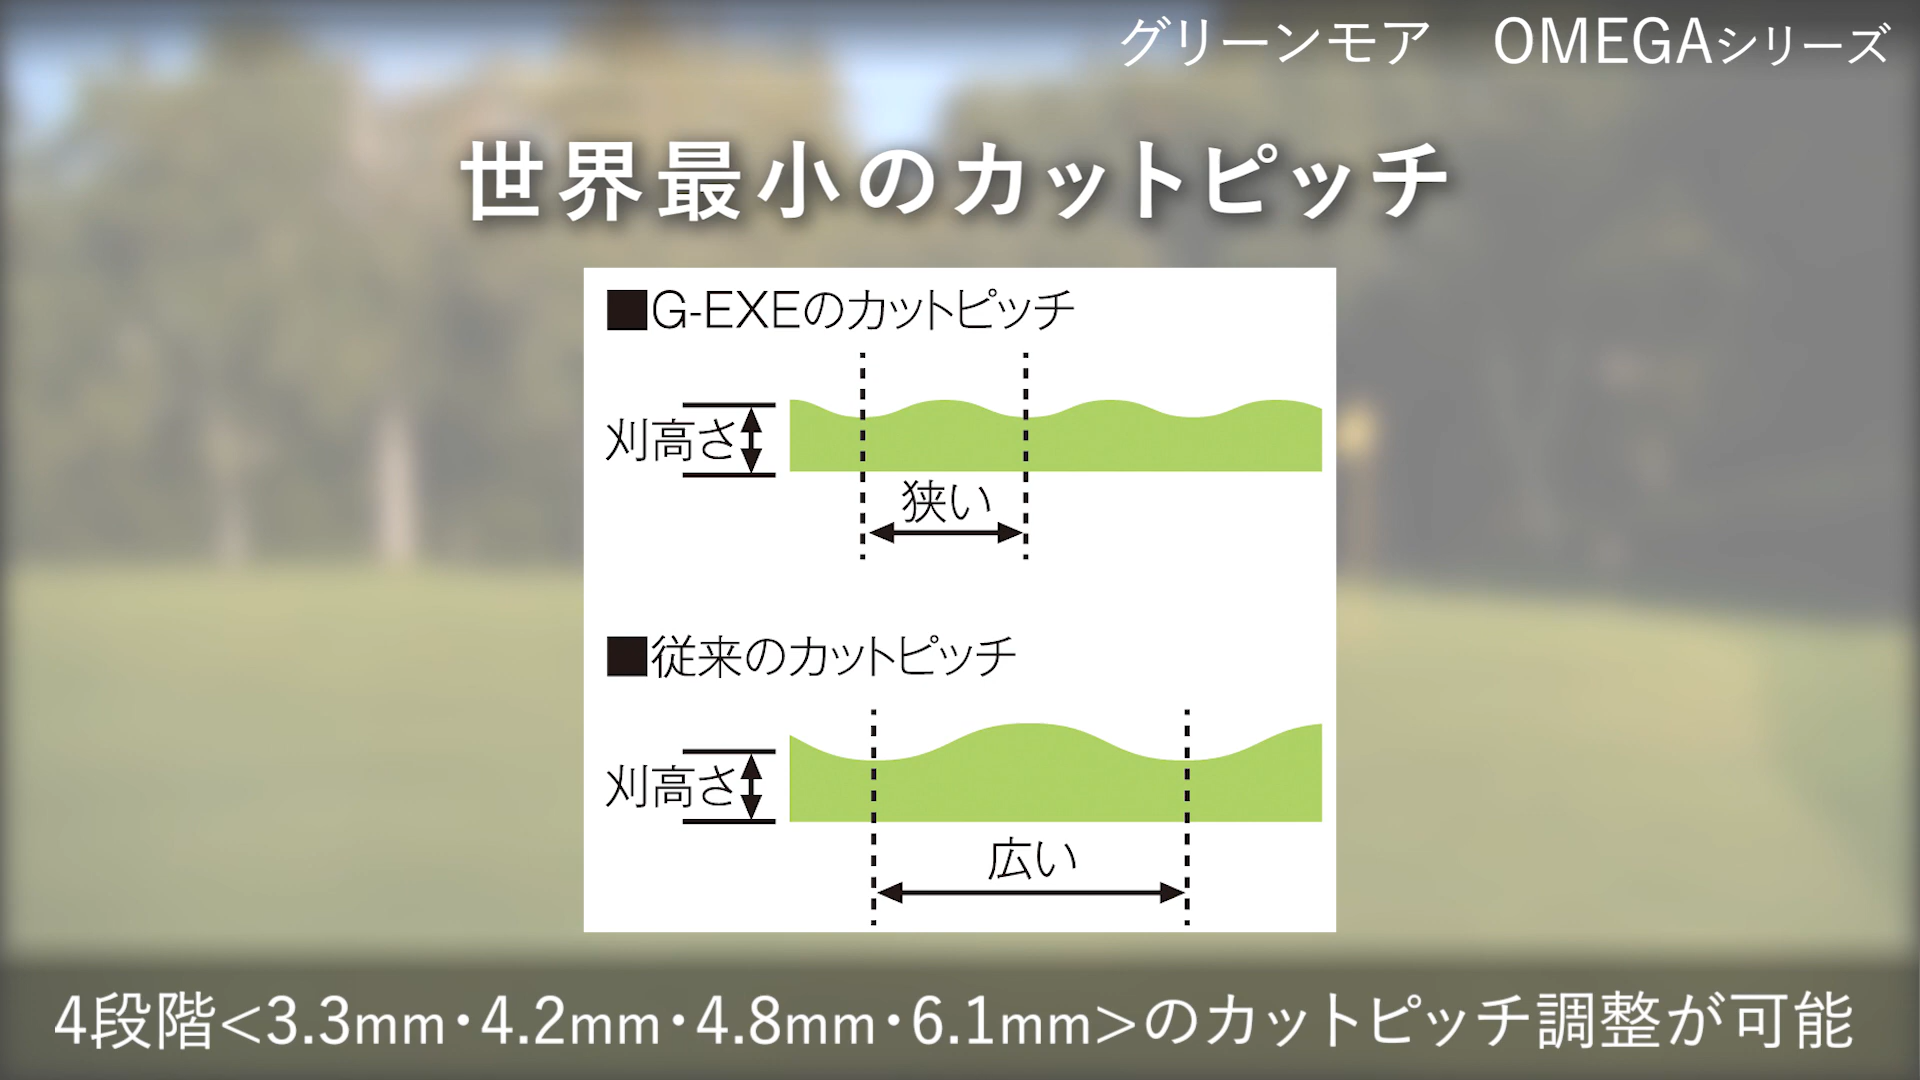 グリーンモア　OMEGAシリーズ
世界最小のカットピッチ
■G-EXEのカットピッチ
刈高さ
狭い
■従来のカットピッチ
刈高さ
広い
4段階<3.3mm・4.2mm・4.8mm・6.1mm>のカットピッチ調整が可能